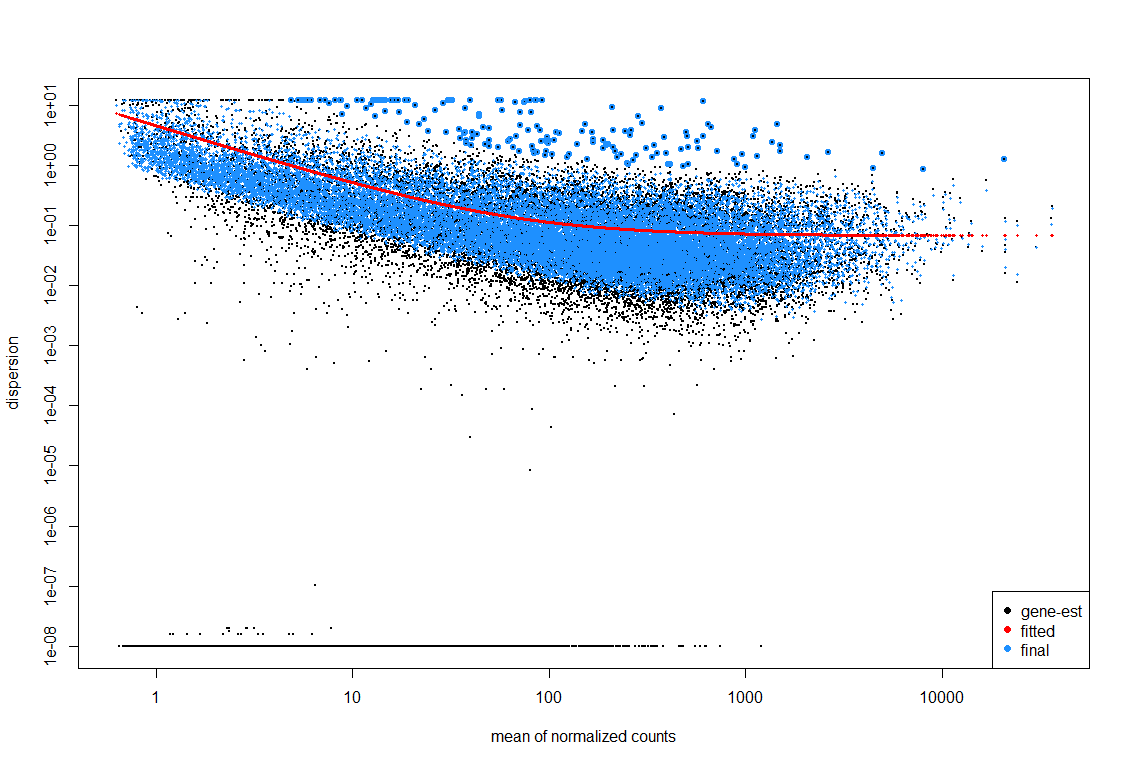 1e+01
1e+00
1e-01
1e-02
1e-03
1e-04
1e-05
1e-06
1e-07
1e-08
dispersion
gene-est
fitted
final
1 10 100 1000 10000
mean of normalized counts